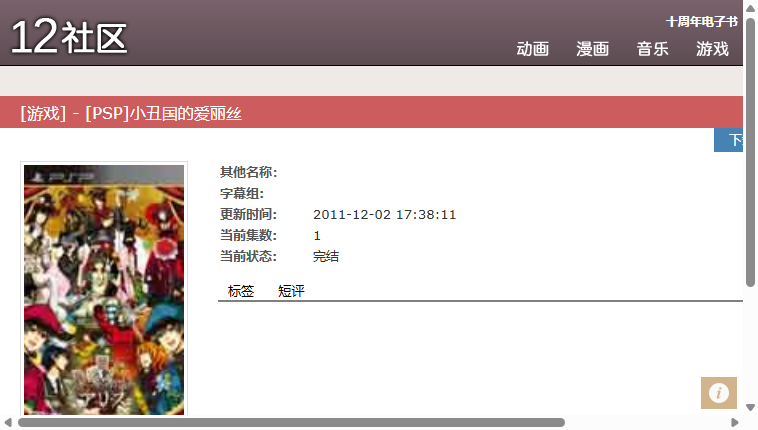 12社区
十周年电子书
动画 漫画 音乐 游戏
[游戏] - [PSP]小丑国的爱丽丝
下
其他名称:
字幕组:
更新时间: 2011-12-02 17:38:11
当前集数: 1
当前状态: 完结
标签 短评
PSP
アリス